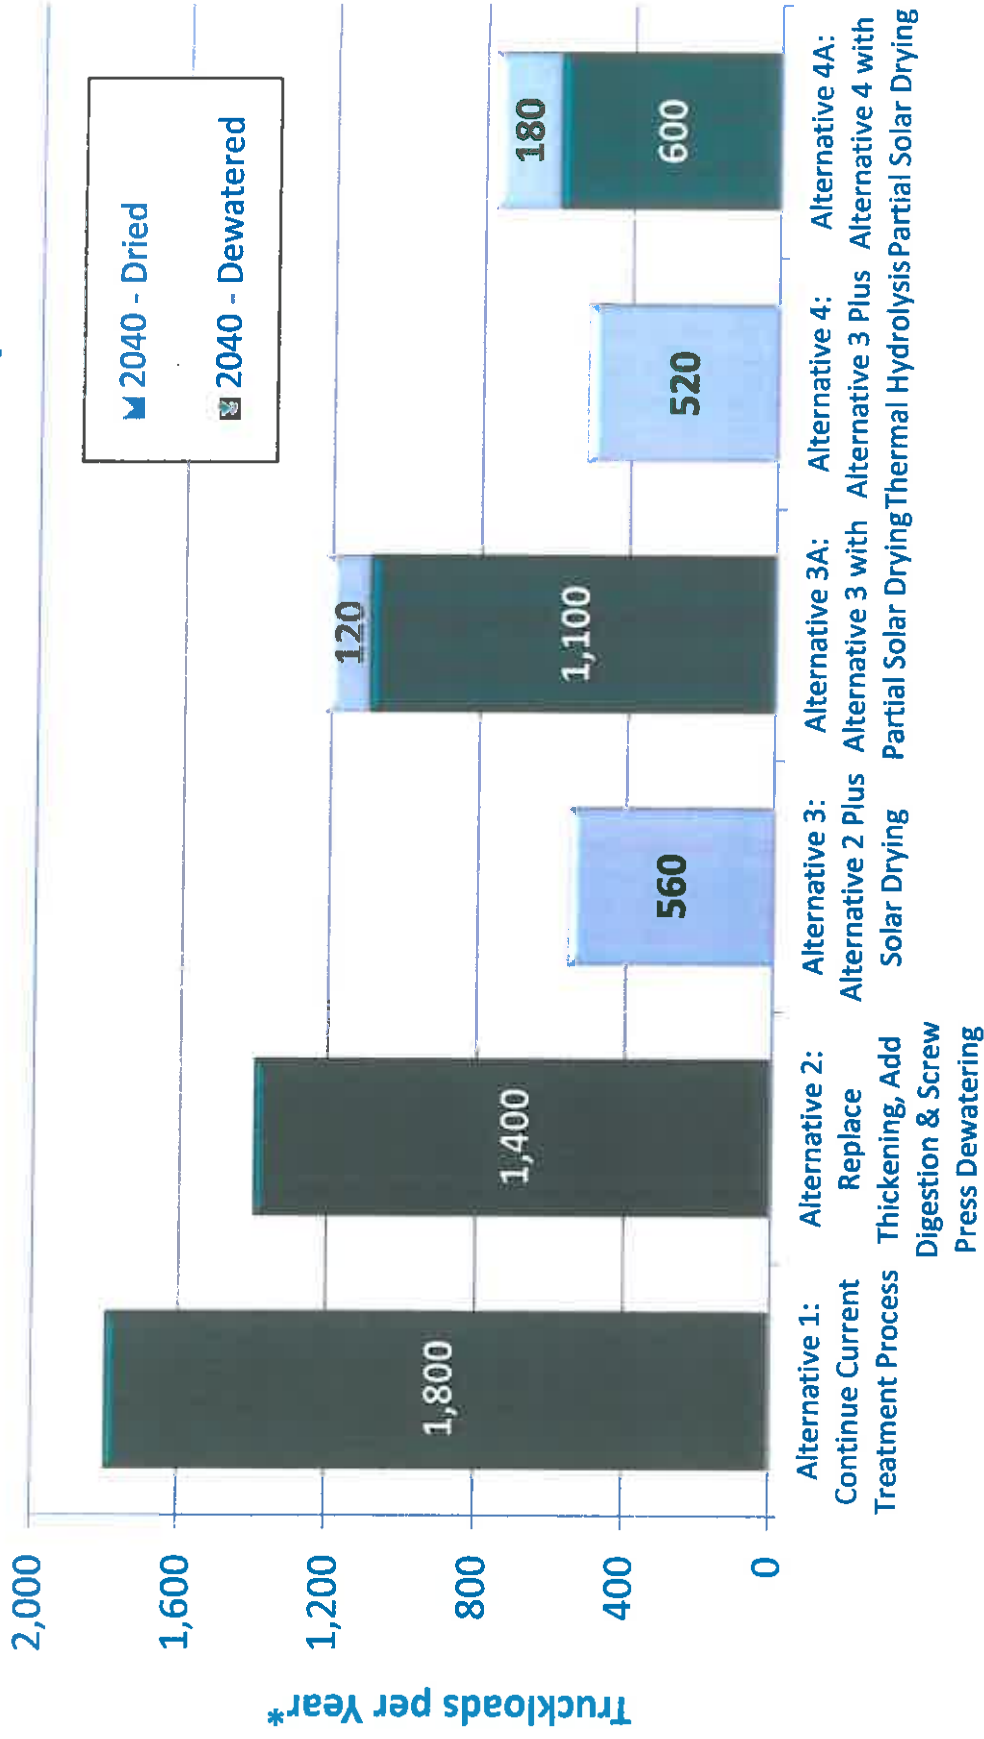 Truckloads per Year*
2,000
1,600
1,200
800
400
0
2040 - Dried
2040 - Dewatered
1,800
1,400
560
120
1,100
520
180
600
Alternative 1:
Continue Current
Treatment Process
Alternative 2:
Replace
Thickening, Add
Digestion & Screw
Press Dewatering
Alternative 3:
Alternative 2 Plus
Solar Drying
Alternative 3A:
Alternative 3 with
Partial Solar Drying
Alternative 4:
Alternative 3 Plus
Thermal Hydrolysis
Alternative 4A:
Alternative 4 with
Partial Solar Drying